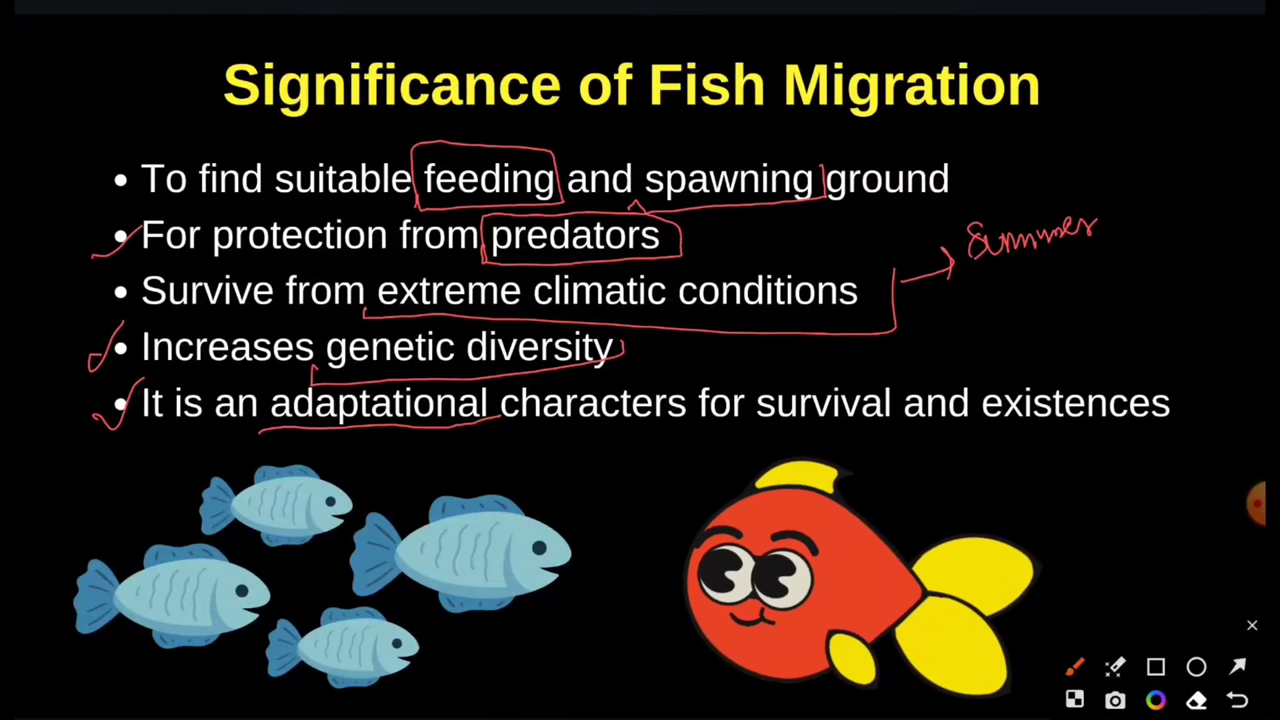 Significance of Fish Migration
• To find suitable feeding and spawning ground
• For protection from predators
Summer
• Survive from extreme climatic conditions
• Increases genetic diversity
• It is an adaptational characters for survival and existences